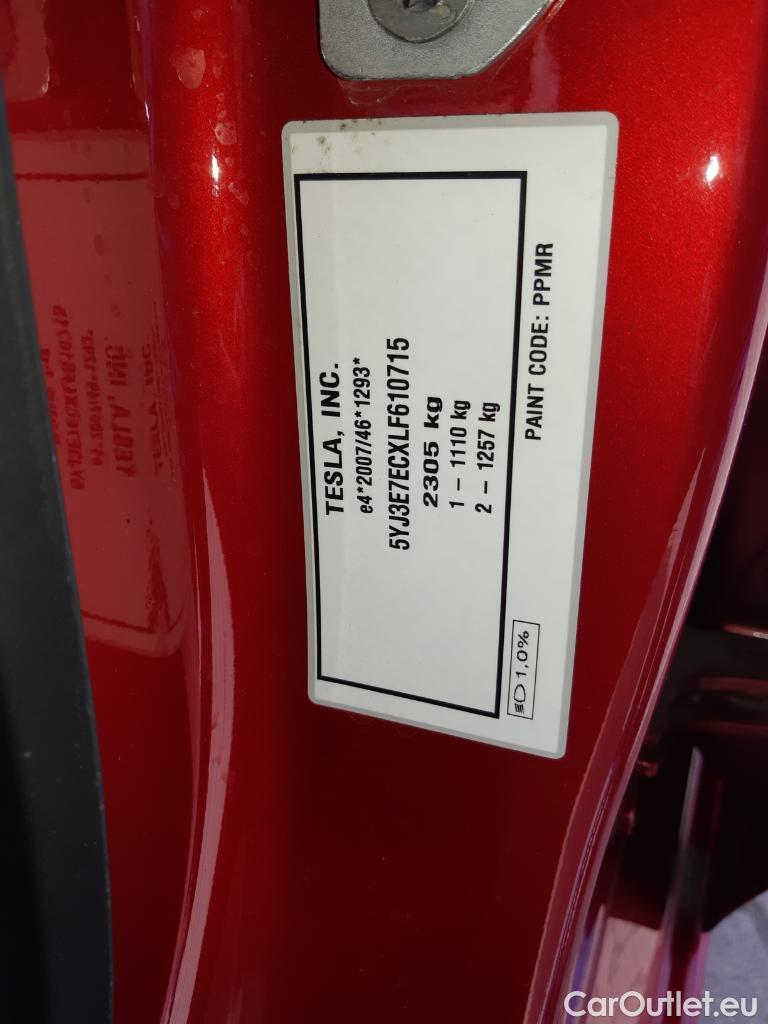 TESLA, INC.
e4*2007/46*1293*
5YJ3E7ECXLF610715
2305 kg
1 – 1110 kg
2 – 1257 kg
PAINT CODE: PPMR
1,0%
CarOutlet.eu